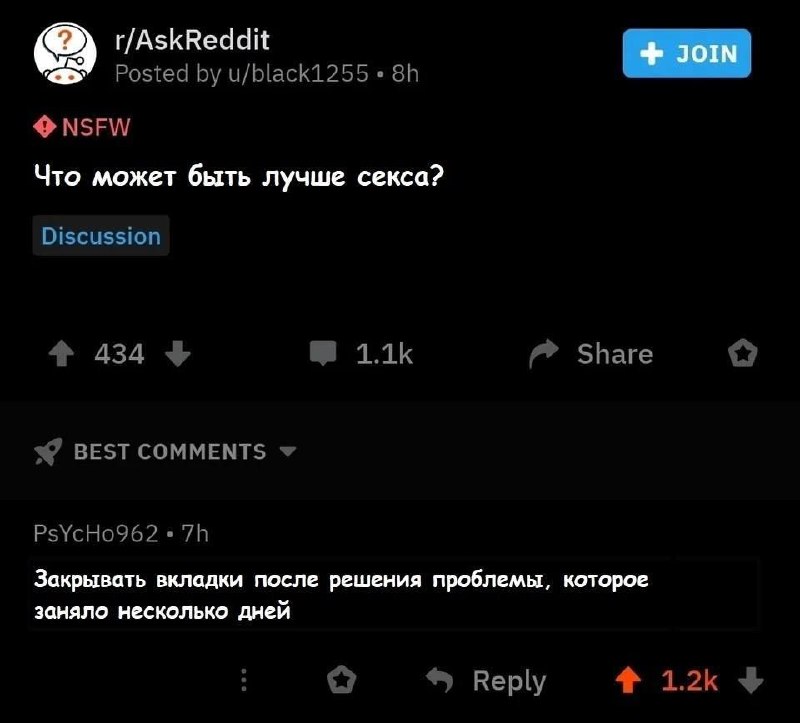 r/AskReddit
Posted by u/black1255 • 8h
+ JOIN
NSFW
Что может быть лучше секса?
Discussion
434
1.1k
Share
BEST COMMENTS
PsYcHo962 • 7h
Закрывать вкладки после решения проблемы, которое
заняло несколько дней
Reply
1.2k